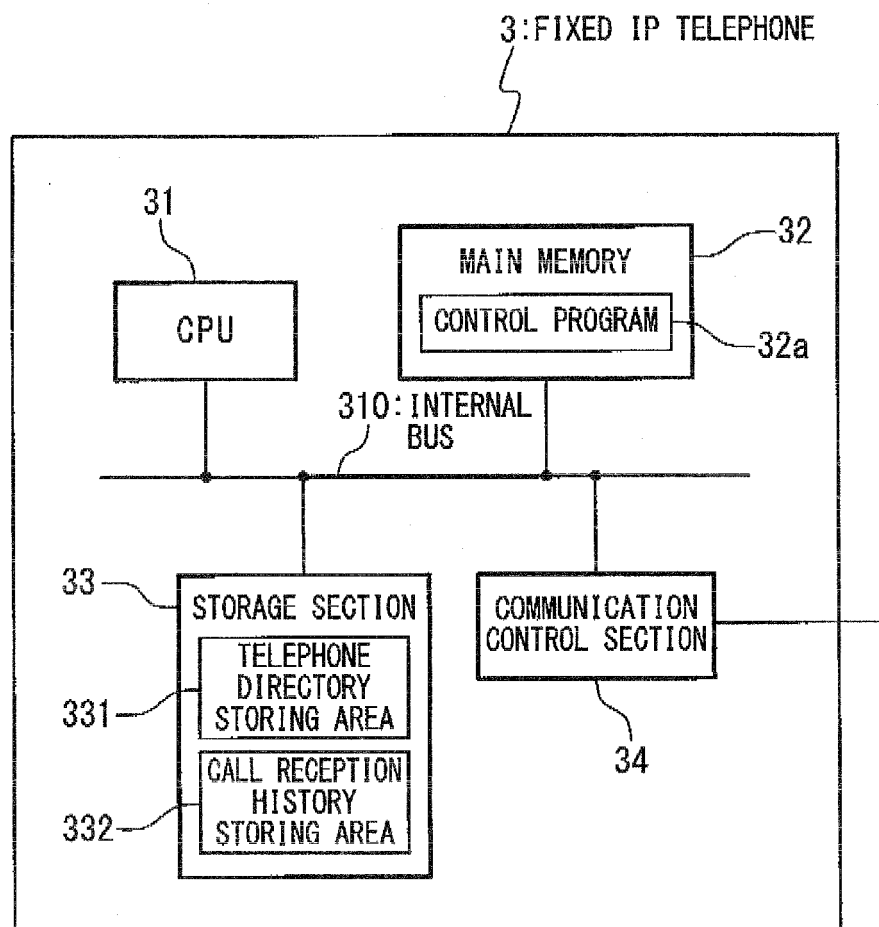 3:FIXED IP TELEPHONE
31
32
MAIN MEMORY
CPU
CONTROL PROGRAM
32a
310:INTERNAL
BUS
33
STORAGE SECTION
COMMUNICATION
CONTROL SECTION
TELEPHONE
DIRECTORY
STORING AREA
331
34
CALL RECEPTION
HISTORY
STORING AREA
332